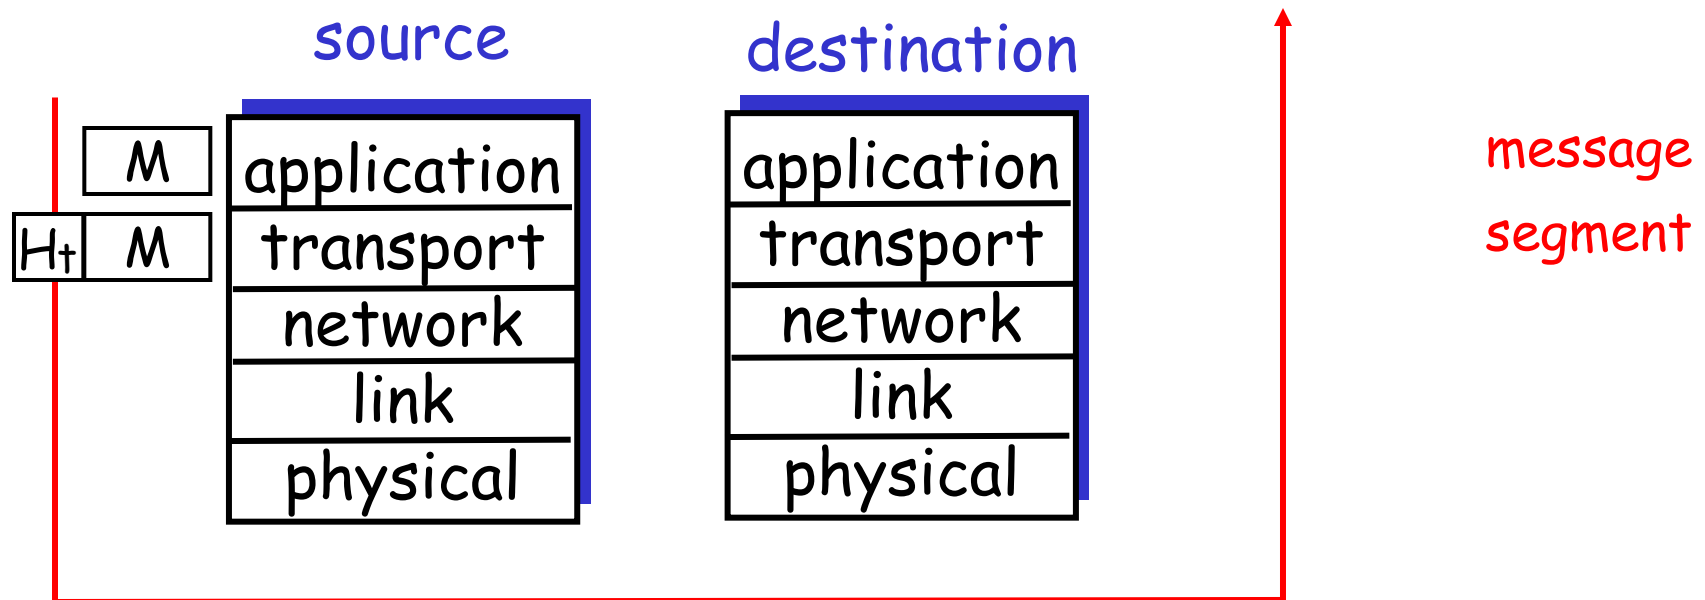 source
destination
M
application
application
message
Ht
M
transport
transport
segment
network
network
link
link
physical
physical